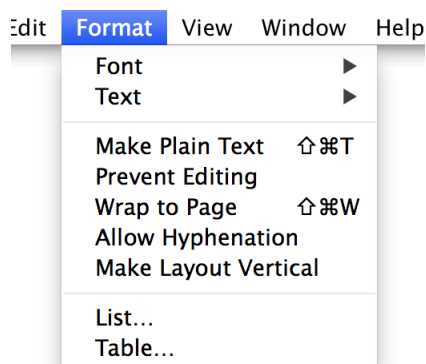 Edit Format View Window Help
Font ▶
Text ▶
Make Plain Text ⇧⌘T
Prevent Editing
Wrap to Page ⇧⌘W
Allow Hyphenation
Make Layout Vertical
List…
Table…